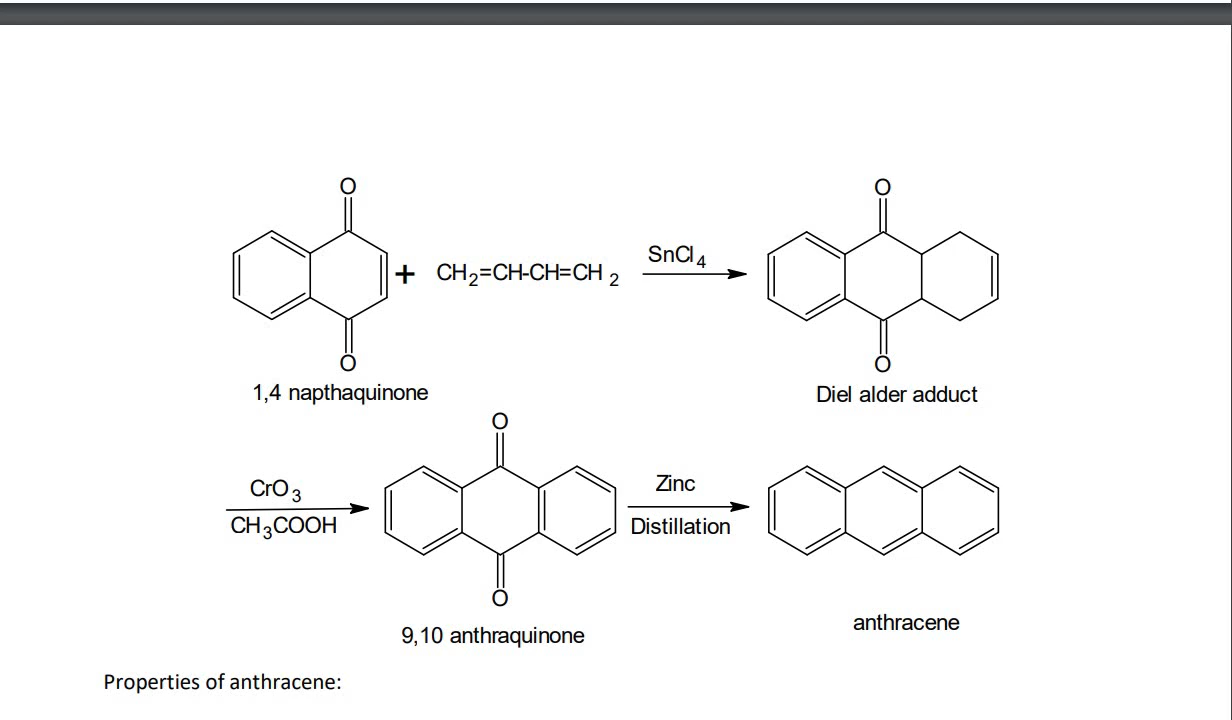 O
O
SnCl4
+ CH2=CH-CH=CH 2
O
O
1,4 napthaquinone
Diel alder adduct
O
CrO3
CH3COOH
Zinc
Distillation
O
anthracene
9,10 anthraquinone
Properties of anthracene: